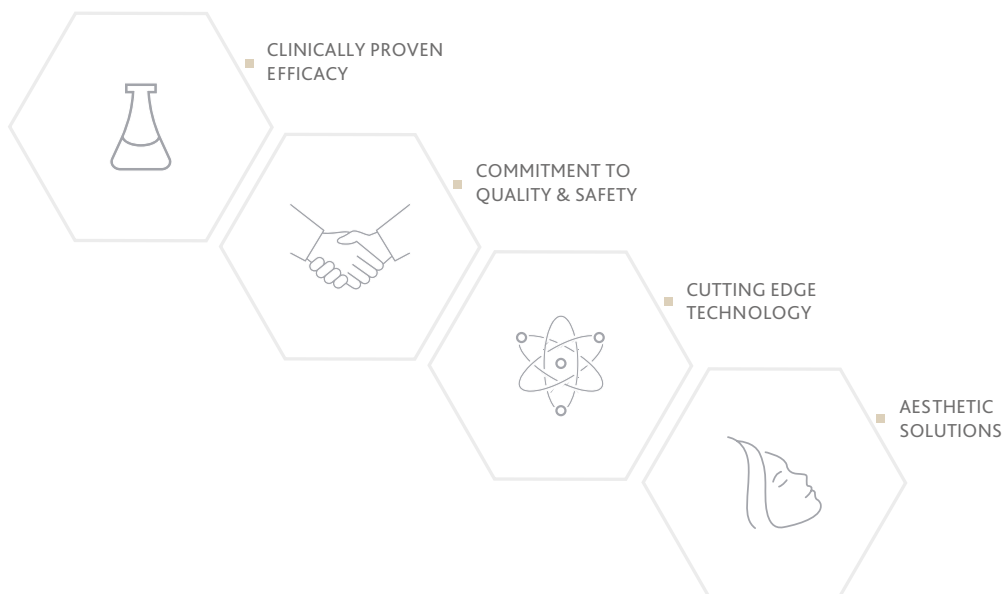 CLINICALLY PROVEN
EFFICACY
COMMITMENT TO
QUALITY & SAFETY
CUTTING EDGE
TECHNOLOGY
AESTHETIC
SOLUTIONS